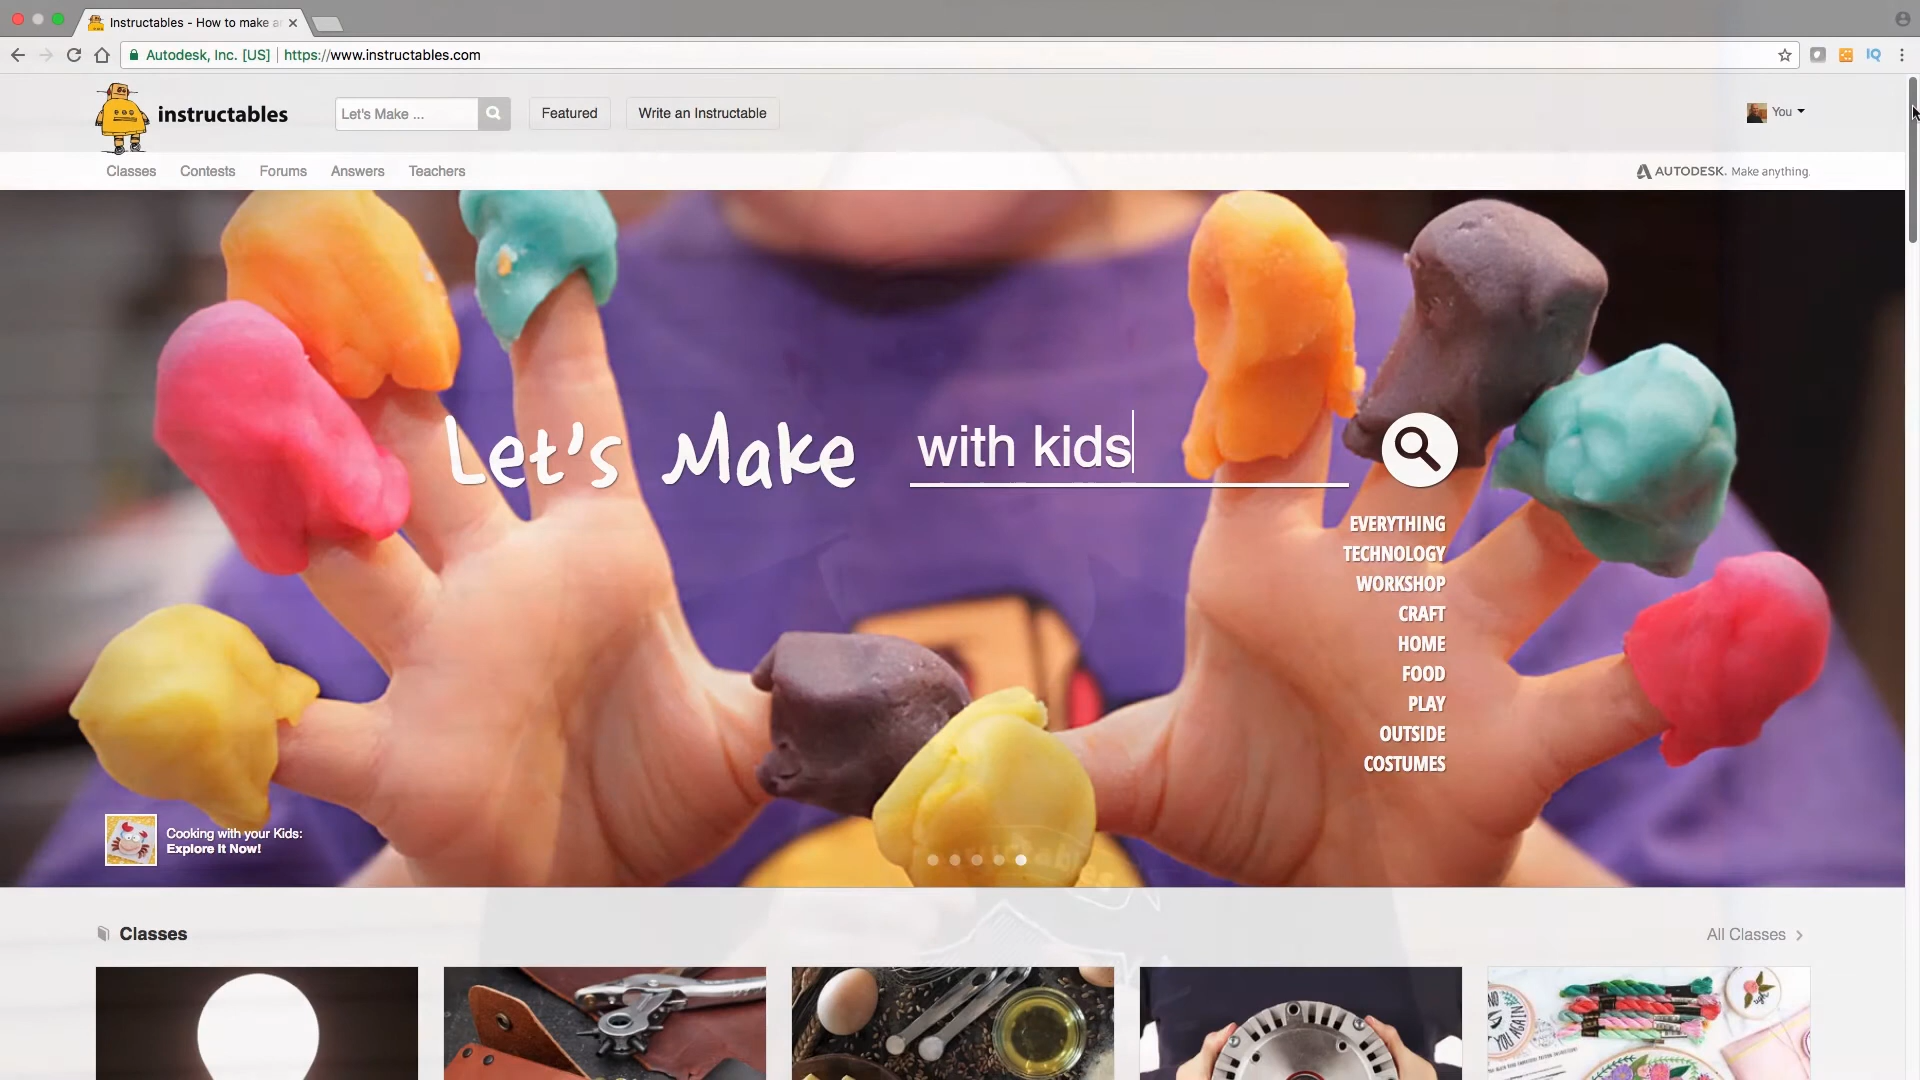 Instructables - How to make a
Autodesk, Inc. [US] https://www.instructables.com
IQ
instructables
Let's Make ...
Featured
Write an Instructable
You
Classes
Contests
Forums
Answers
Teachers
AUTODESK. Make anything.
Let's Make with kids
EVERYTHING
TECHNOLOGY
WORKSHOP
CRAFT
HOME
FOOD
PLAY
OUTSIDE
COSTUMES
Cooking with your Kids:
Explore It Now!
Classes
All Classes